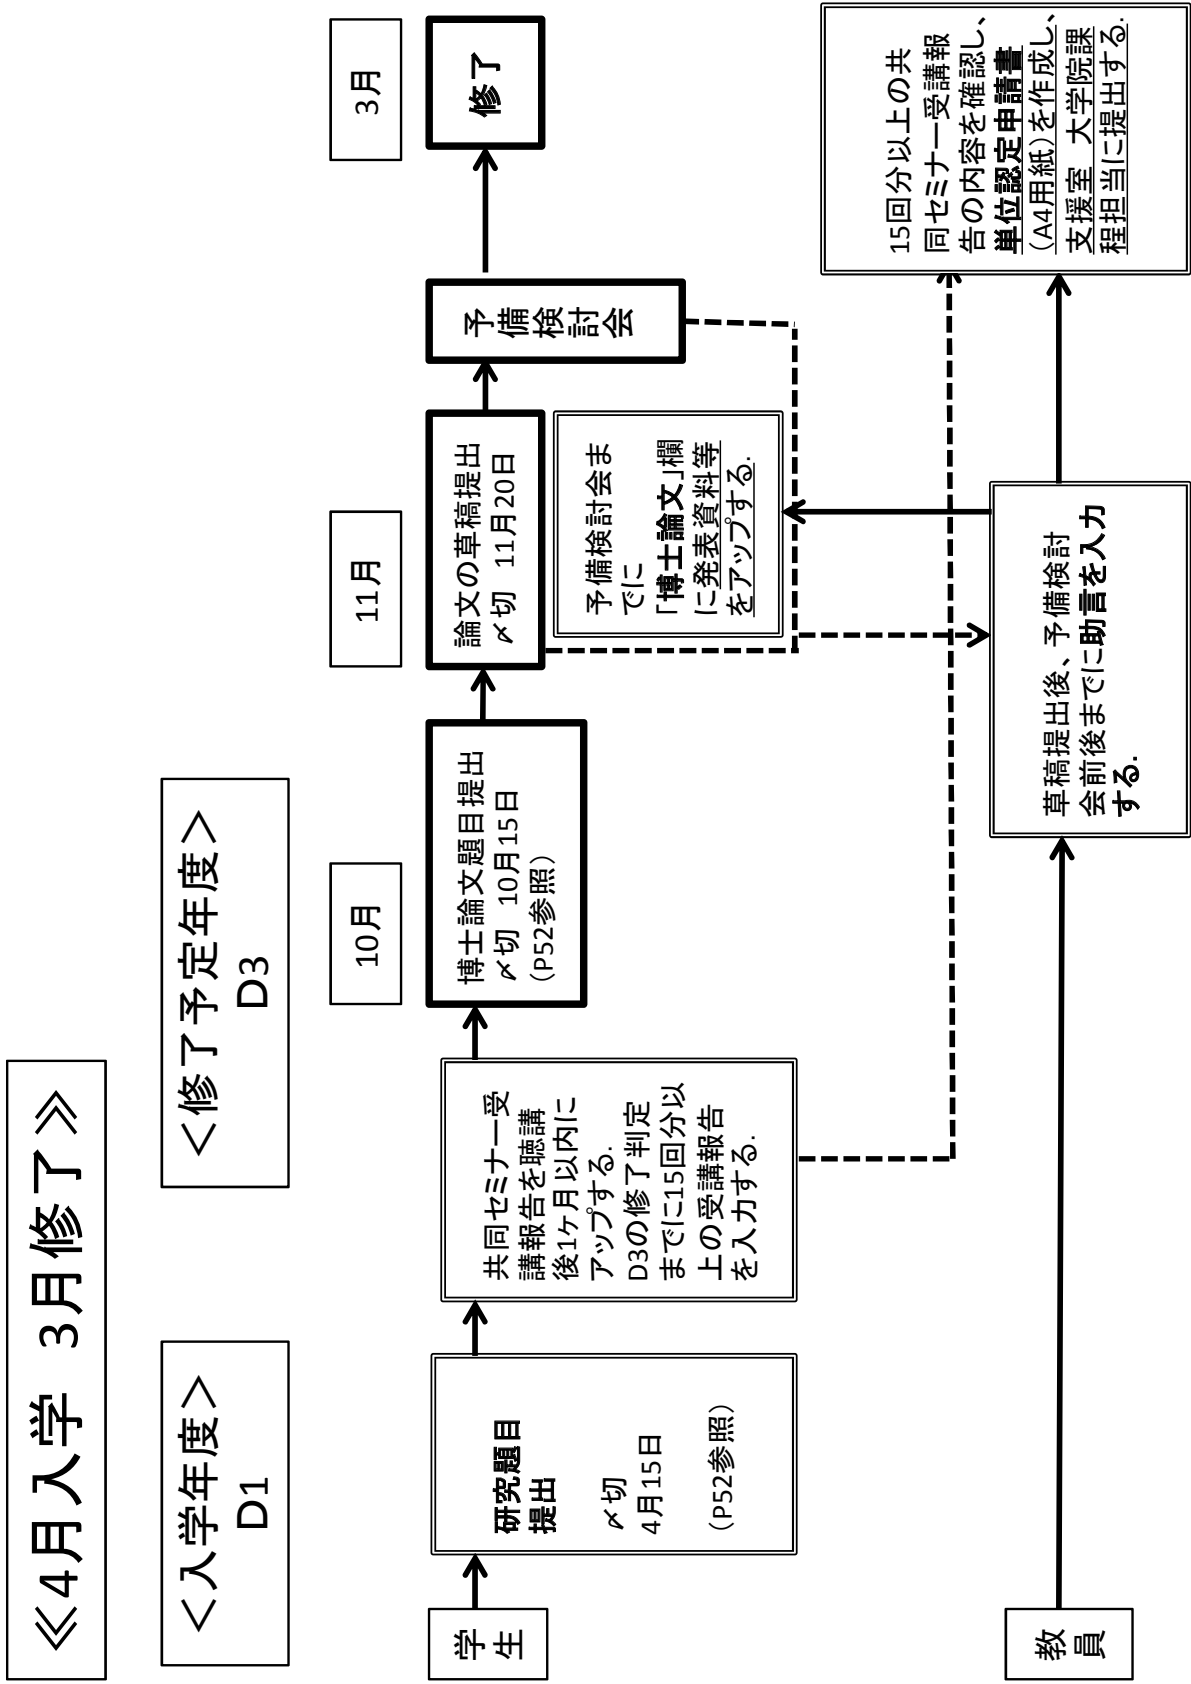 ≪4月入学 3月修了≫
＜入学年度＞
D1
＜修了予定年度＞
D3
10月
11月
3月
学
生
研究題目
提出
〆切
4月15日
（P52参照）
共同セミナー受
講報告を聴講
後1ヶ月以内に
アップする.
D3の修了判定
までに15回分以
上の受講報告
を入力する.
博士論文題目提出
〆切 10月15日
（P52参照）
論文の草稿提出
〆切 11月20日
予備検討会
修了
予備検討会ま
でに
「博士論文」欄
に発表資料等
をアップする.
教
員
草稿提出後、予備検討
会前後までに助言を入力
する.
15回分以上の共
同セミナー受講報
告の内容を確認し、
単位認定申請書
（A4用紙）を作成し、
支援室 大学院課
程担当に提出する.